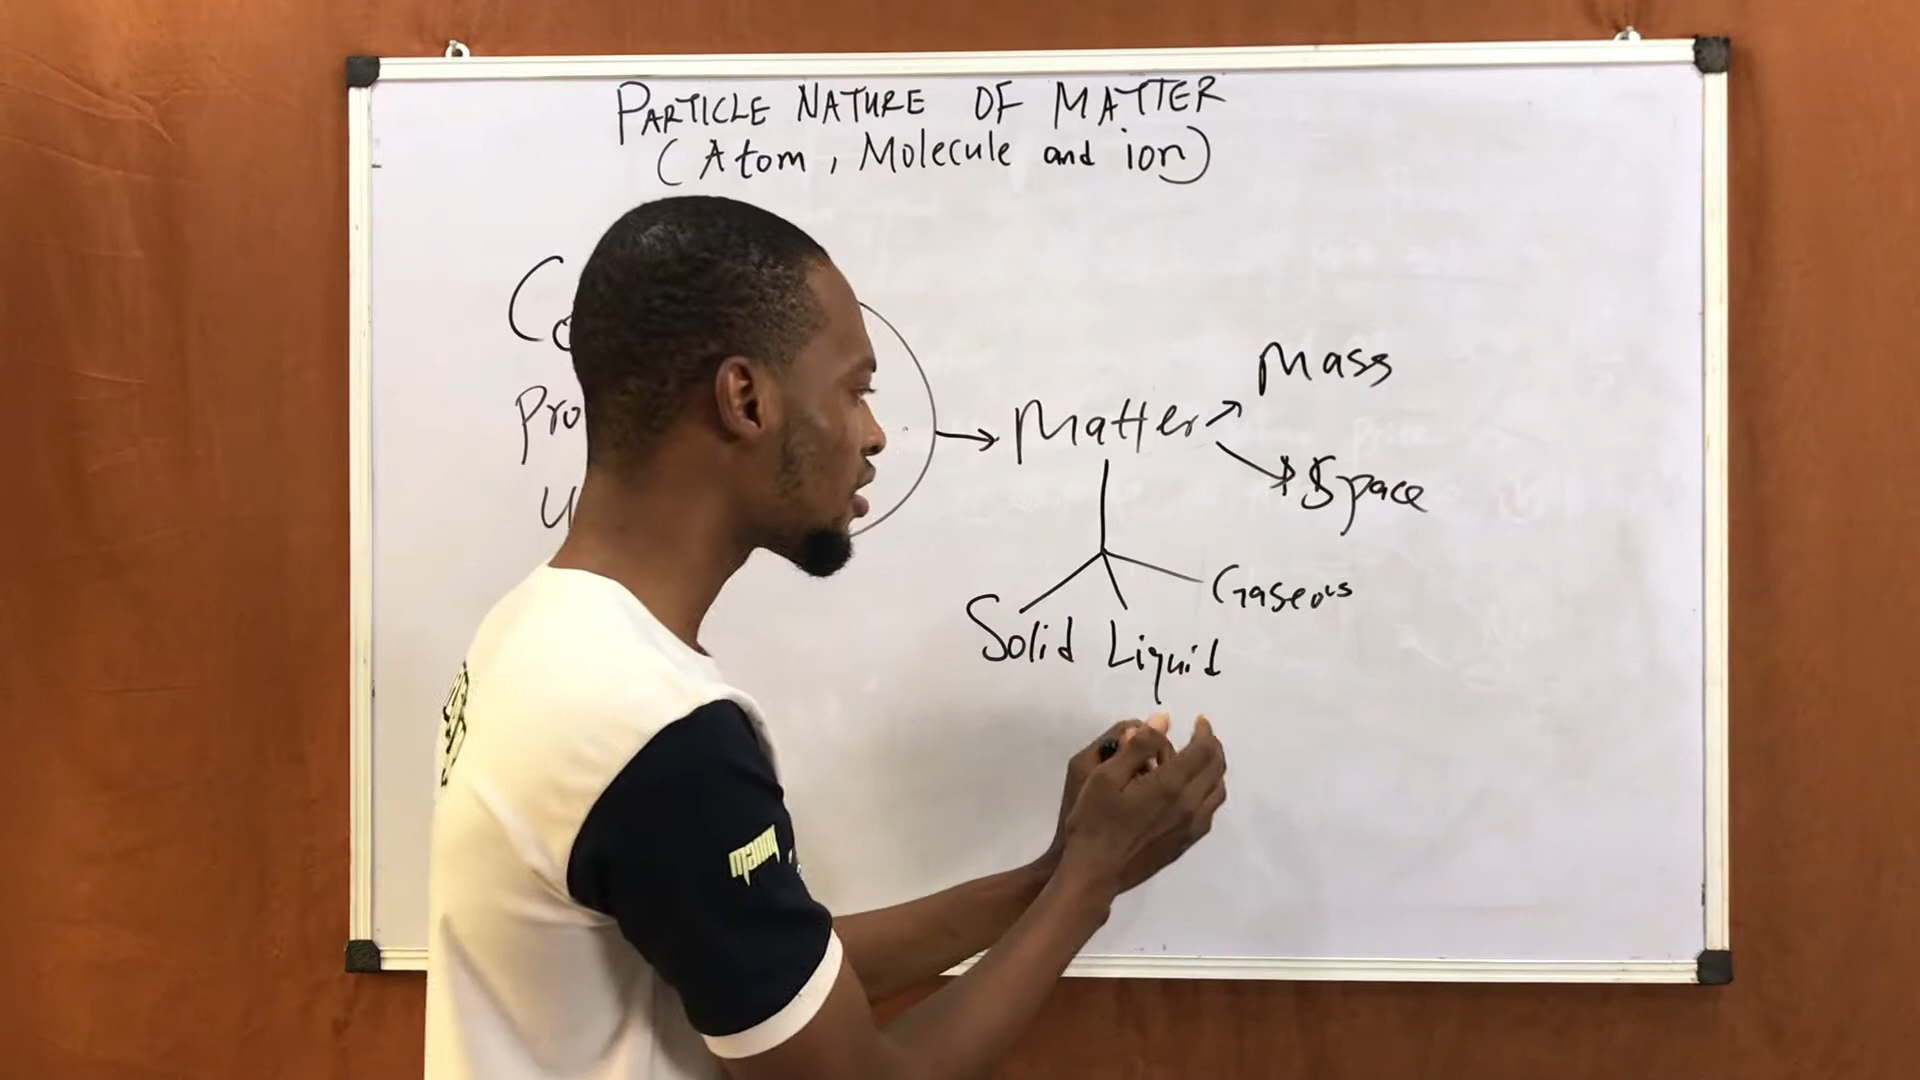 PARTICLE NATURE OF MATTER
(Atom, Molecule and ion)
Mass
Matter
Space
Gaseous
Solid Liquid